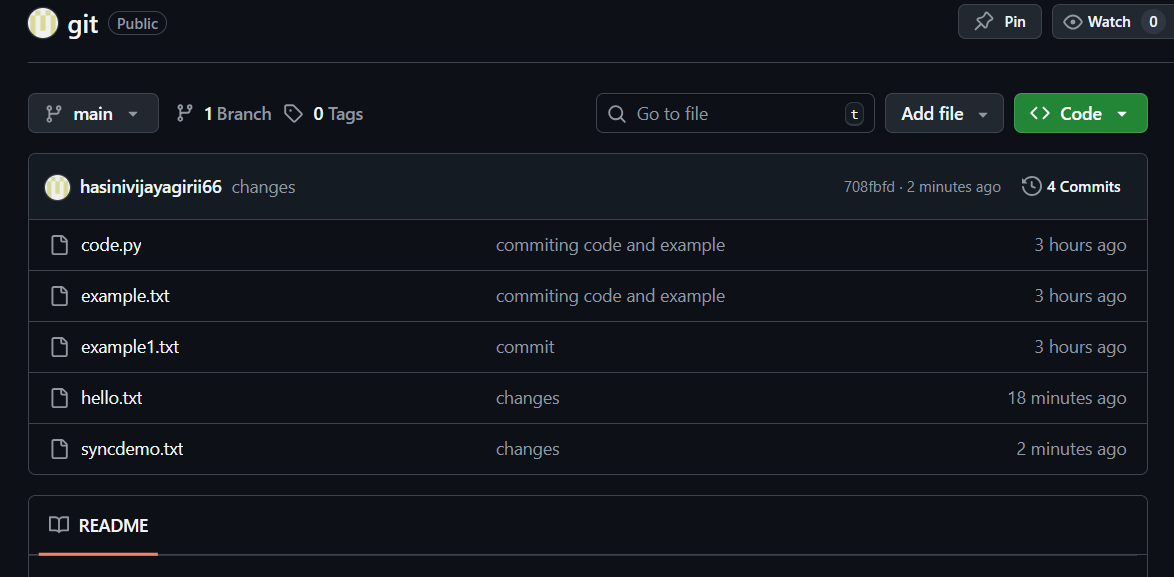 git Public Pin Watch 0
main 1 Branch 0 Tags Go to file t Add file Code
hasinivijayagirii66 changes 708fbfd · 2 minutes ago 4 Commits
code.py commiting code and example 3 hours ago
example.txt commiting code and example 3 hours ago
example1.txt commit 3 hours ago
hello.txt changes 18 minutes ago
syncdemo.txt changes 2 minutes ago
README